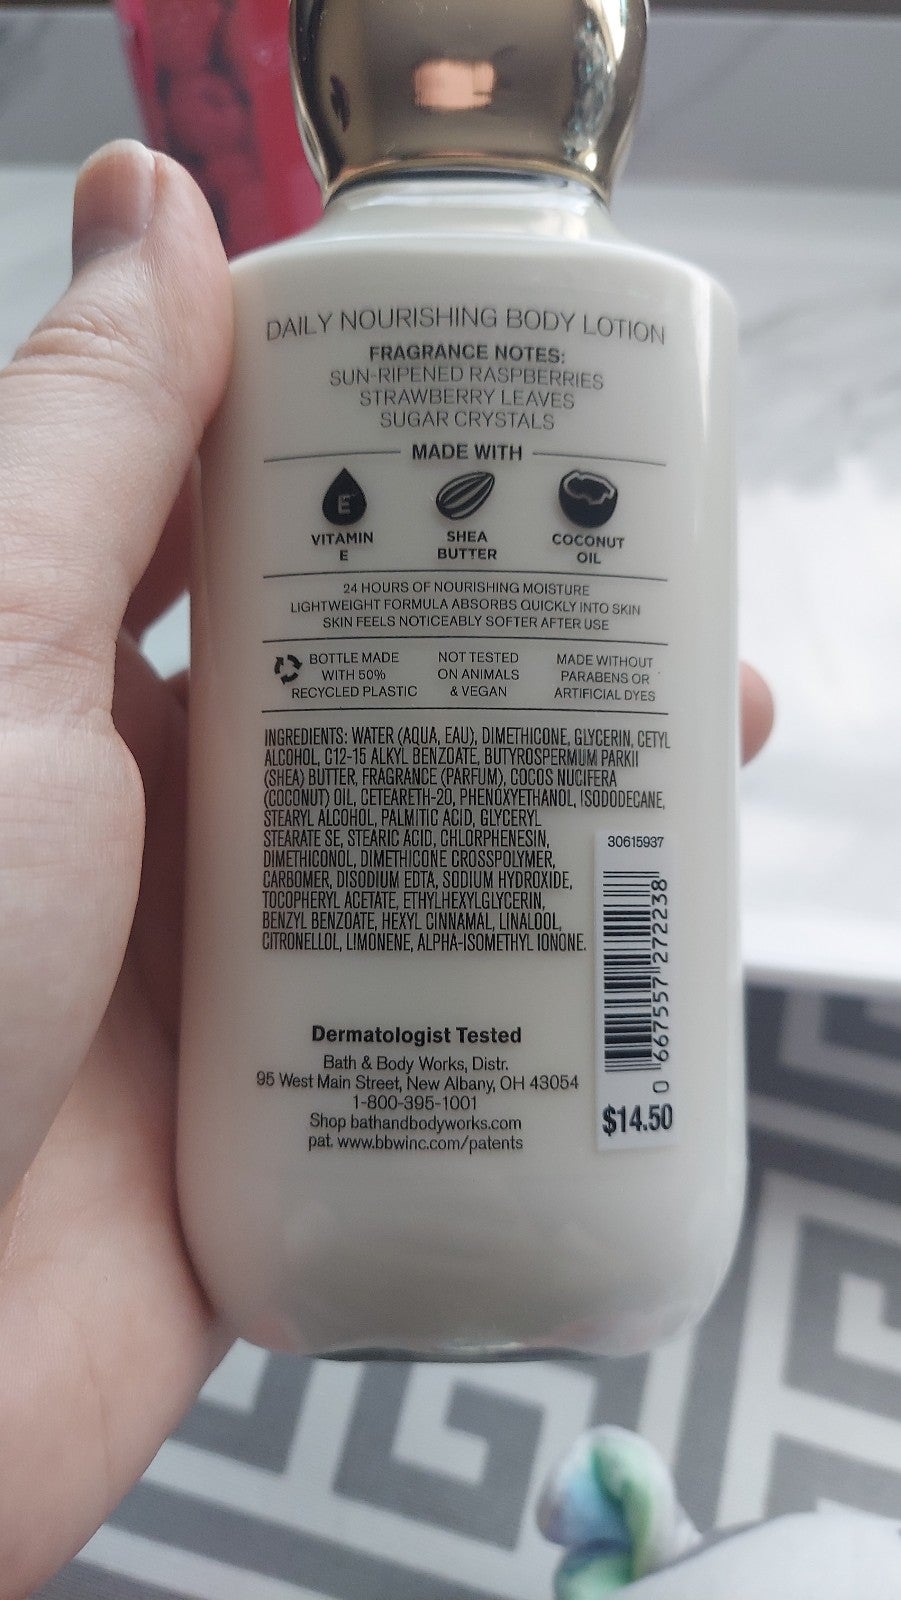 DAILY NOURISHING BODY LOTION
FRAGRANCE NOTES:
SUN-RIPENED RASPBERRIES
STRAWBERRY LEAVES
SUGAR CRYSTALS
MADE WITH
E
VITAMIN
E
SHEA
BUTTER
COCONUT
OIL
24 HOURS OF NOURISHING MOISTURE
LIGHTWEIGHT FORMULA ABSORBS QUICKLY INTO SKIN
SKIN FEELS NOTICEABLY SOFTER AFTER USE
BOTTLE MADE
WITH 50%
RECYCLED PLASTIC
NOT TESTED
ON ANIMALS
& VEGAN
MADE WITHOUT
PARABENS OR
ARTIFICIAL DYES
INGREDIENTS: WATER (AQUA, EAU), DIMETHICONE, GLYCERIN, CETYL
ALCOHOL, C12-15 ALKYL BENZOATE, BUTYROSPERMUM PARKII
(SHEA) BUTTER, FRAGRANCE (PARFUM), COCOS NUCIFERA
(COCONUT) OIL, CETEARETH-20, PHENOXYETHANOL, ISODODECANE,
STEARYL ALCOHOL, PALMITIC ACID, GLYCERYL
STEARATE SE, STEARIC ACID, CHLORPHENESIN,
DIMETHICONOL, DIMETHICONE CROSSPOLYMER,
CARBOMER, DISODIUM EDTA, SODIUM HYDROXIDE,
TOCOPHERYL ACETATE, ETHYLHEXYLGLYCERIN,
BENZYL BENZOATE, HEXYL CINNAMAL, LINALOOL,
CITRONELLOL, LIMONENE, ALPHA-ISOMETHYL IONONE.
30615937
0 667557 272238
$14.50
Dermatologist Tested
Bath & Body Works, Distr.
95 West Main Street, New Albany, OH 43054
1-800-395-1001
Shop bathandbodyworks.com
pat. www.bbwinc.com/patents